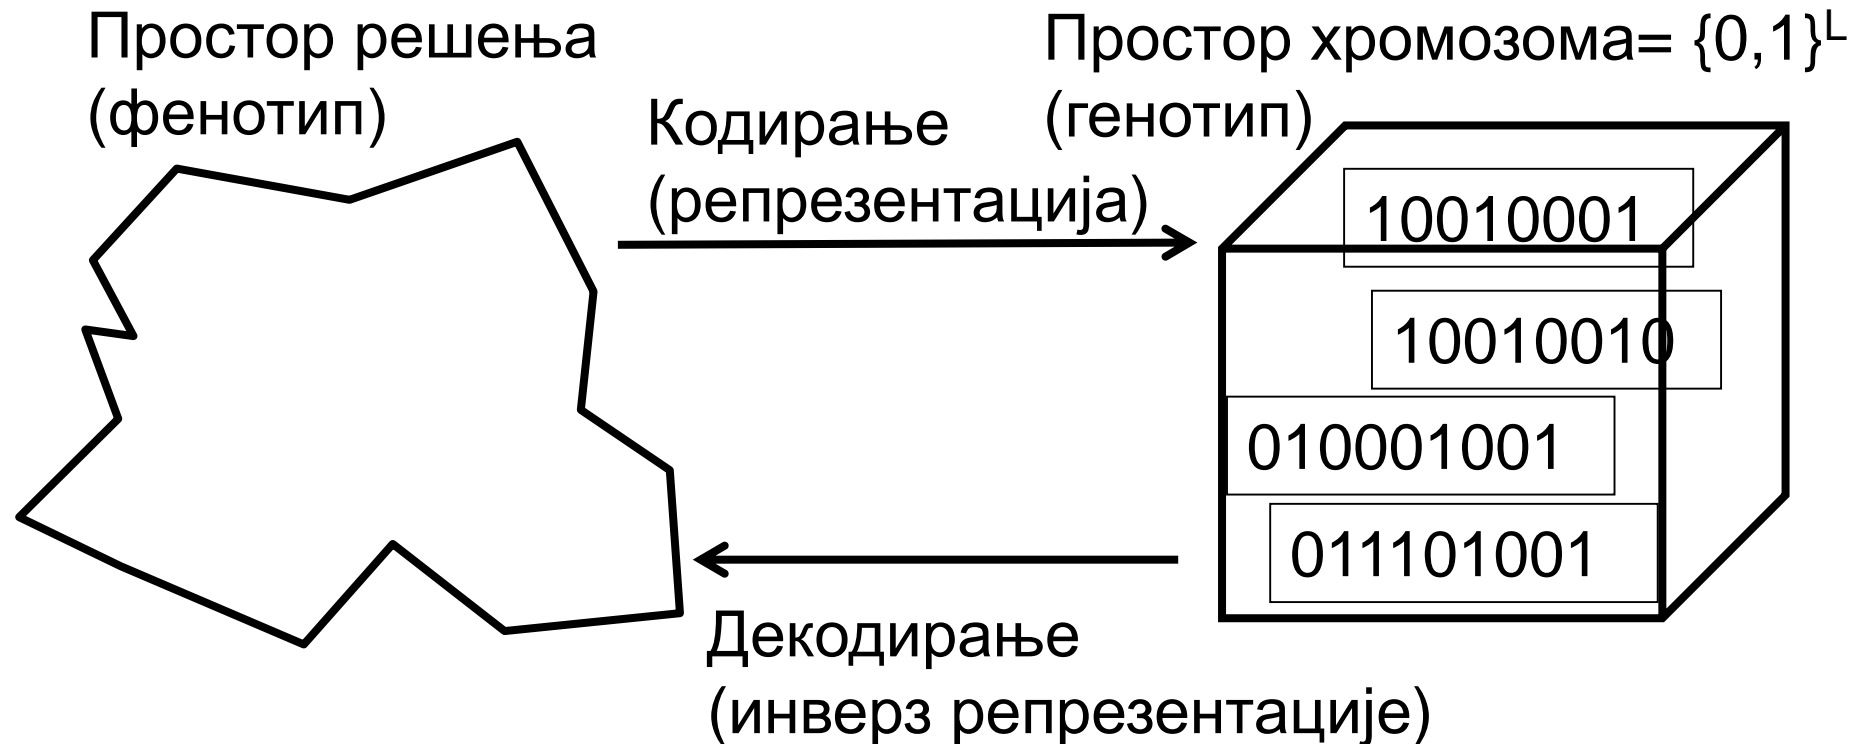 Простор решења
(фенотип)
Кодирање
(репрезентација)
Простор хромозома= {0,1}ᴸ
(генотип)
10010001
10010010
010001001
011101001
Декодирање
(инверз репрезентације)